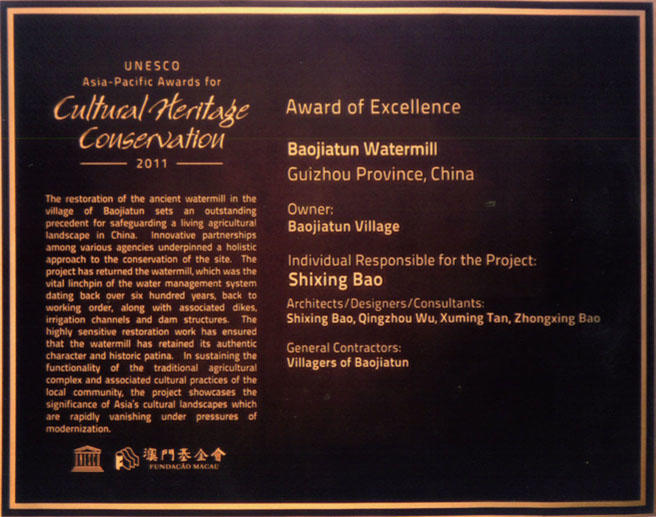 UNESCO
Asia-Pacific Awards for
Cultural Heritage
Conservation
2011
The restoration of the ancient watermill in the
village of Baojiatun sets an outstanding
precedent for safeguarding a living agricultural
landscape in China. Innovative partnerships
among various agencies underpinned a holistic
approach to the conservation of the site. The
project has returned the watermill, which was the
vital linchpin of the water management system
dating back over six hundred years, back to
working order, along with associated dikes,
irrigation channels and dam structures. The
highly sensitive restoration work has ensured
that the watermill has retained its authentic
character and historic patina. In sustaining the
functionality of the traditional agricultural
complex and associated cultural practices of the
local community, the project showcases the
significance of Asia's cultural landscapes which
are rapidly vanishing under pressures of
modernization.
UNESCO
澳門基金會
FUNDAÇÃO MACAU
Award of Excellence
Baojiatun Watermill
Guizhou Province, China
Owner:
Baojiatun Village
Individual Responsible for the Project:
Shixing Bao
Architects/Designers/Consultants:
Shixing Bao, Qingzhou Wu, Xuming Tan, Zhongxing Bao
General Contractors:
Villagers of Baojiatun